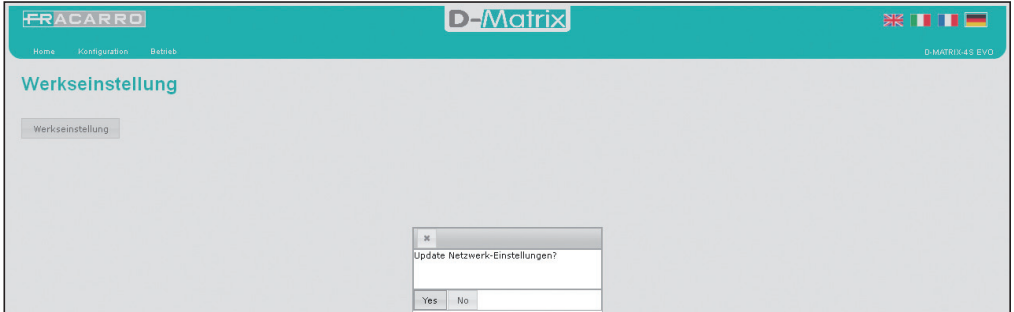 FRACARRO
D-Matrix
Home Konfiguration Betrieb
D-MATRIX-4S EVO
Werkseinstellung
Werkseinstellung
×
Update Netzwerk-Einstellungen?
Yes No